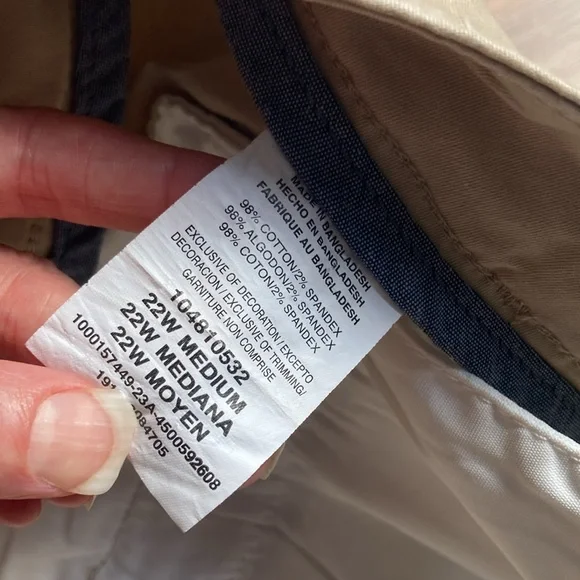 MADE IN BANGLADESH
HECHO EN BANGLADESH
FABRIQUE AU BANGLADESH
98% COTTON/2% SPANDEX
98% ALGODON/2% SPANDEX
98% COTON/2% SPANDEX
EXCLUSIVE OF DECORATION/EXCEPTO
DECORACION/EXCLUSIVE OF TRIMMING/
GARNITURE NON COMPRISE
104810532
22W MEDIUM
22W MEDIANA
22W MOYEN
1000157449-23A-4500592608